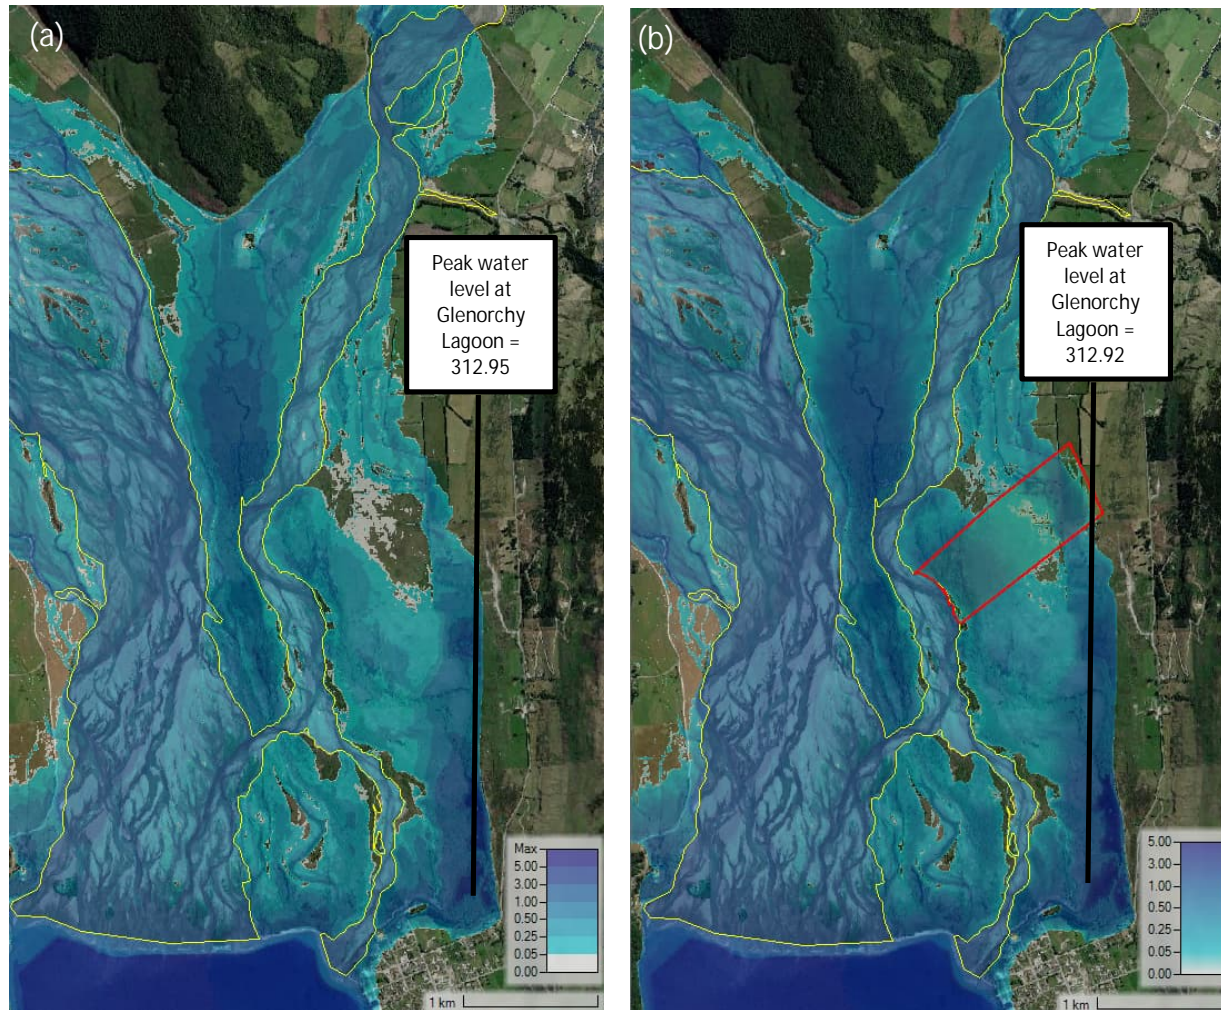 (a)
Peak water
level at
Glenorchy
Lagoon =
312.95
Max
5.00
3.00
1.00
0.50
0.25
0.05
0.00
1 km
(b)
Peak water
level at
Glenorchy
Lagoon =
312.92
5.00
3.00
1.00
0.50
0.25
0.05
0.00
1 km